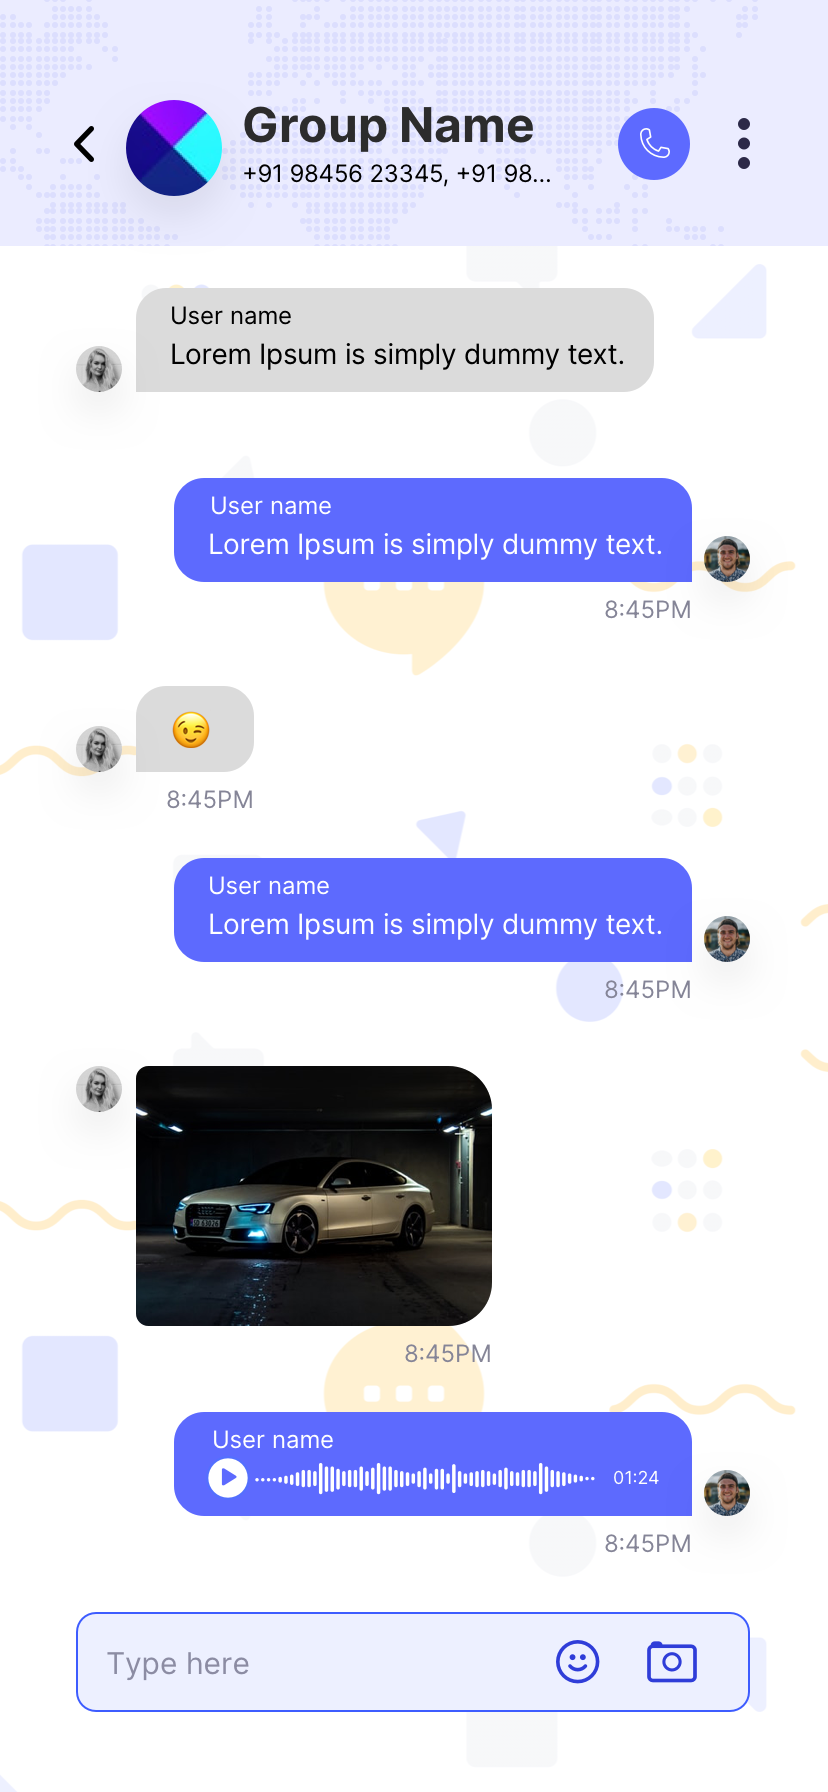 Group Name
+91 98456 23345, +91 98...
User name
Lorem Ipsum is simply dummy text.
User name
Lorem Ipsum is simply dummy text.
8:45PM
😉
8:45PM
User name
Lorem Ipsum is simply dummy text.
8:45PM
8:45PM
User name
01:24
8:45PM
Type here